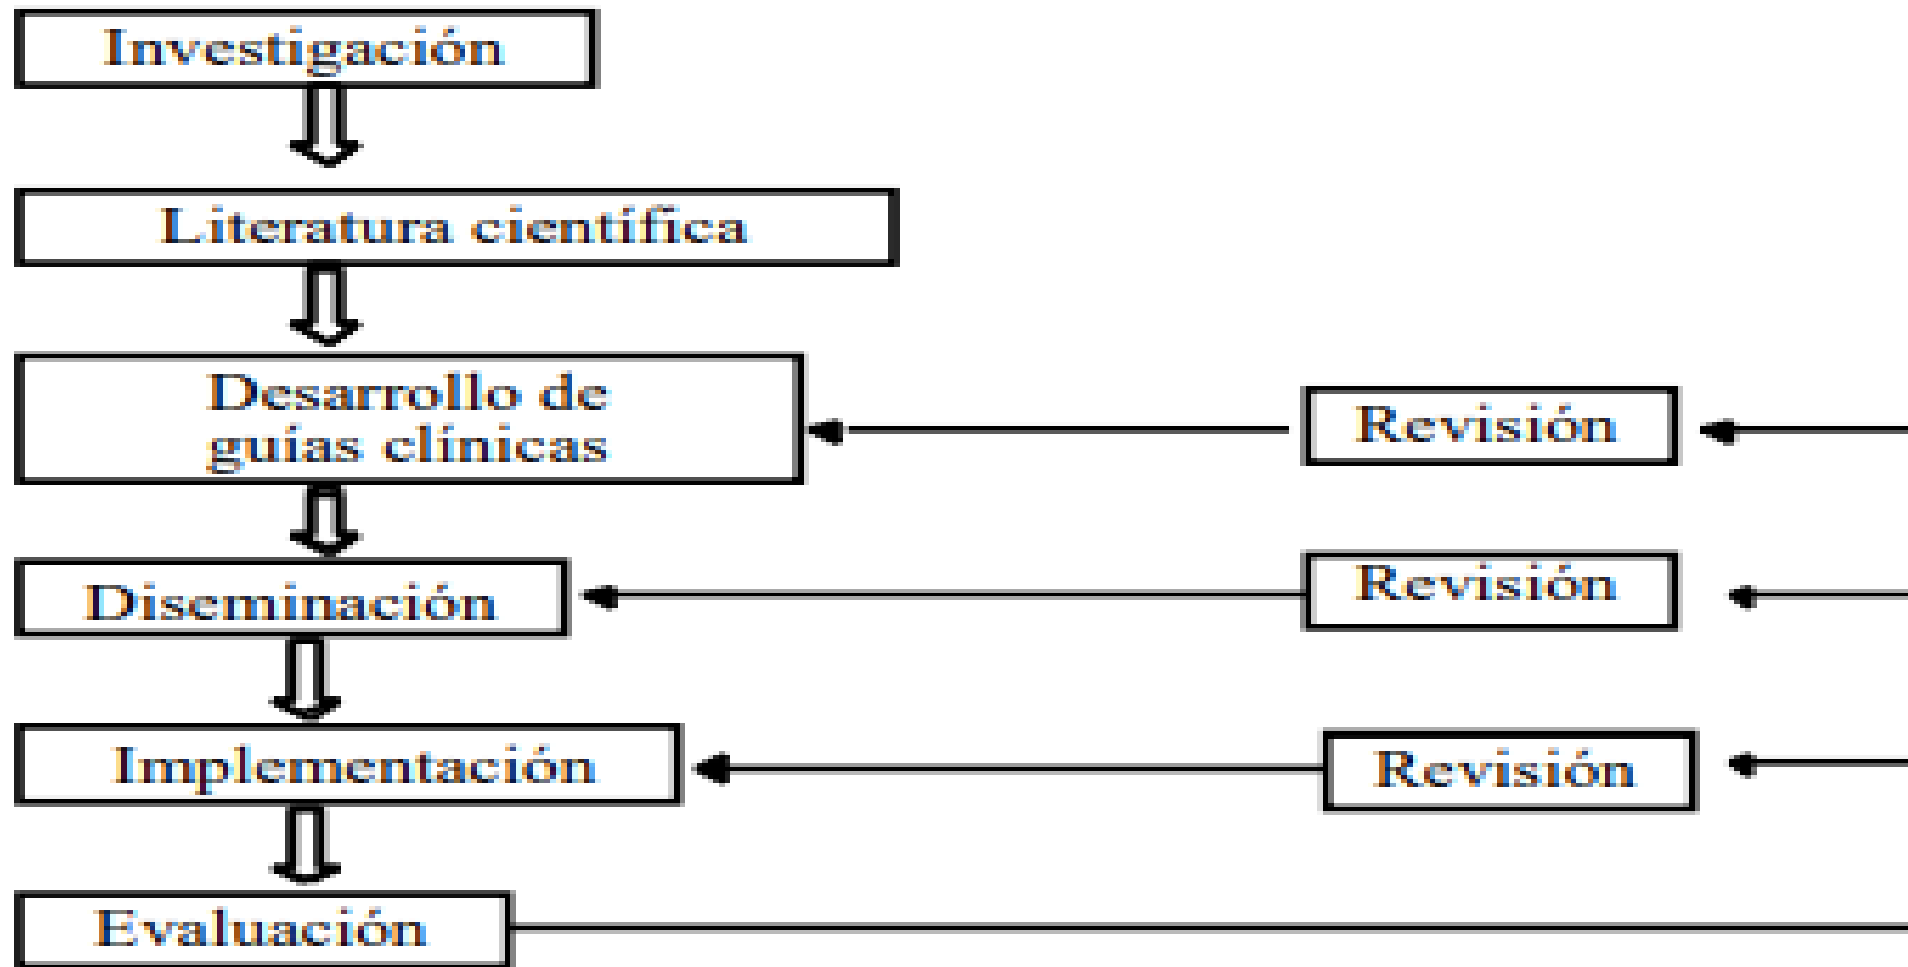 Investigación
Literatura científica
Desarrollo de
guías clínicas
Revisión
Diseminación
Revisión
Implementación
Revisión
Evaluación